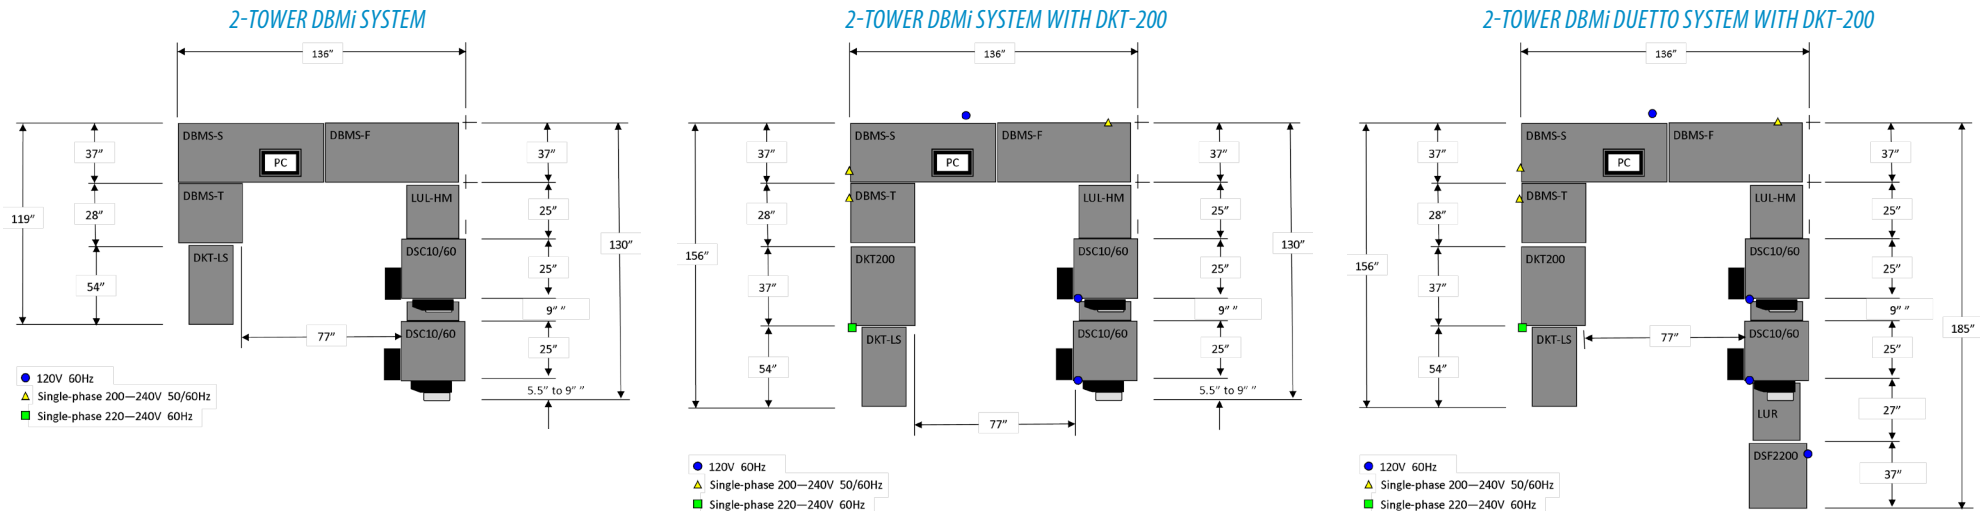 2-TOWER DBMi SYSTEM
136”
DBMS-S
DBMS-F
PC
DBMS-T
LUL-HM
DKT-LS
DSC10/60
DSC10/60
119”
37”
28”
54”
77”
37”
25”
25”
9” ”
25”
5.5” to 9” ”
130”
120V 60Hz
Single-phase 200—240V 50/60Hz
Single-phase 220—240V 60Hz
2-TOWER DBMi SYSTEM WITH DKT-200
136”
DBMS-S
DBMS-F
PC
DBMS-T
LUL-HM
DKT200
DSC10/60
DSC10/60
DKT-LS
156”
37”
28”
37”
54”
77”
37”
25”
25”
9” ”
25”
5.5” to 9” ”
130”
120V 60Hz
Single-phase 200—240V 50/60Hz
Single-phase 220—240V 60Hz
2-TOWER DBMi DUETTO SYSTEM WITH DKT-200
136”
DBMS-S
DBMS-F
PC
DBMS-T
LUL-HM
DKT200
DSC10/60
DSC10/60
DKT-LS
LUR
DSF2200
156”
37”
28”
37”
54”
77”
37”
25”
25”
9” ”
25”
27”
37”
185”
120V 60Hz
Single-phase 200—240V 50/60Hz
Single-phase 220—240V 60Hz